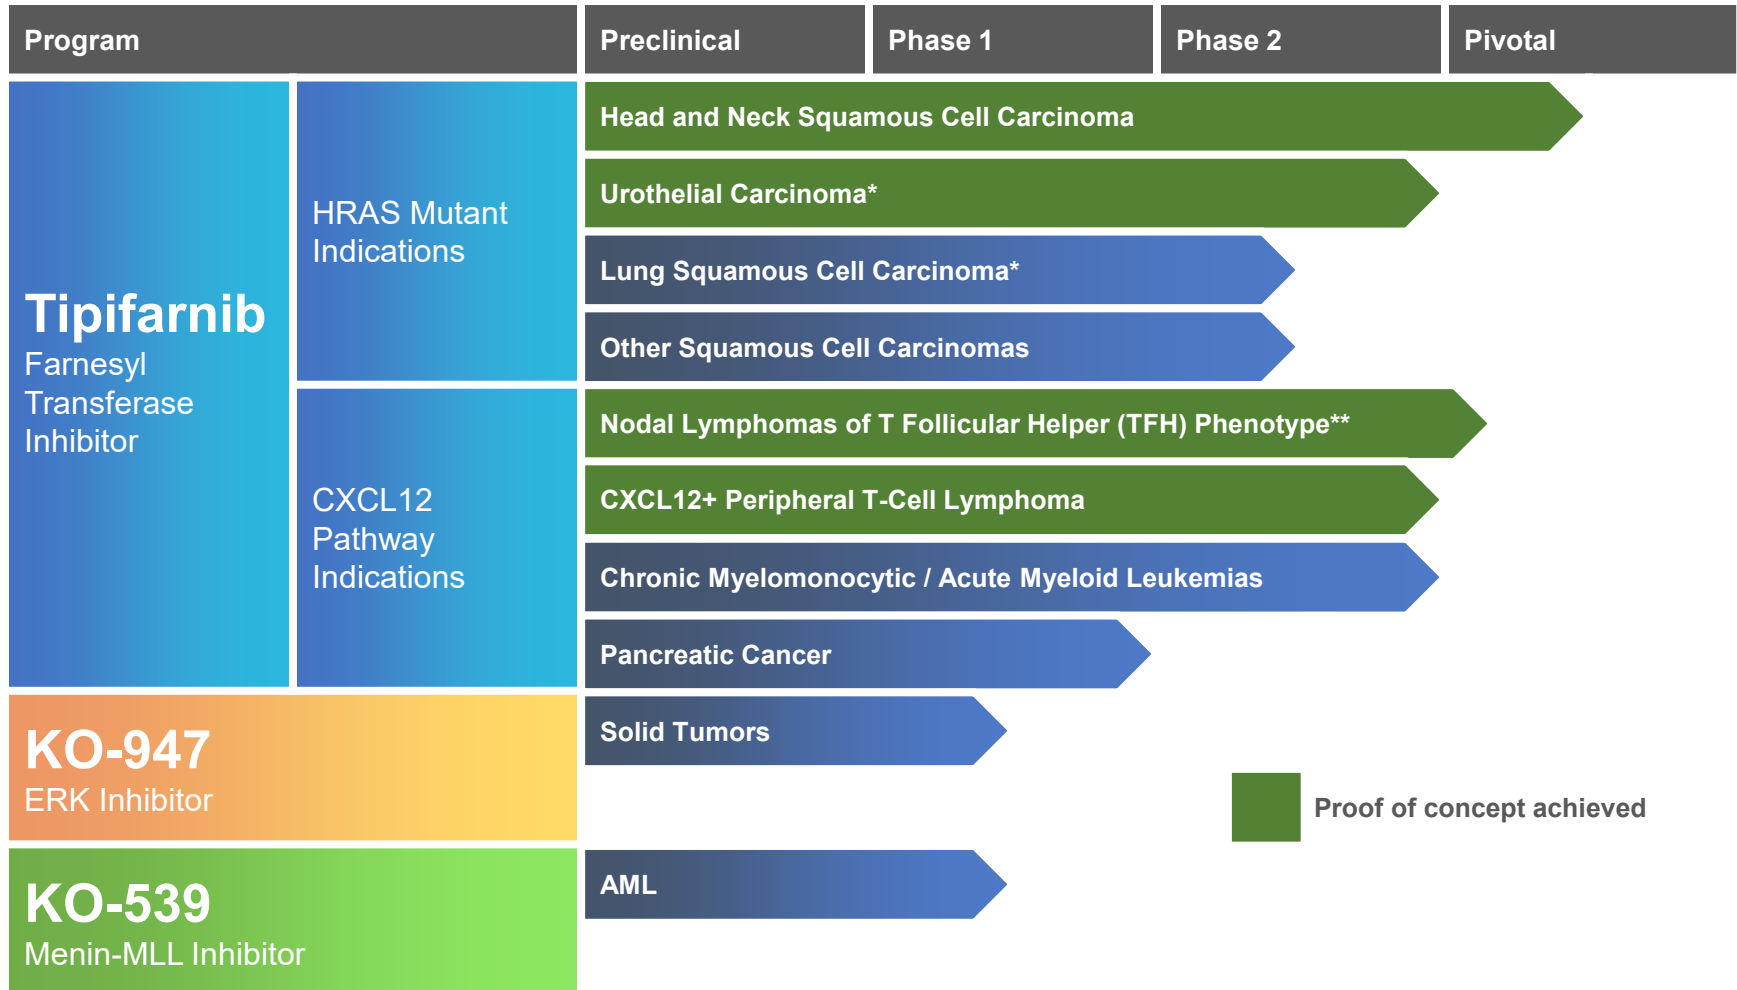 Program
Preclinical
Phase 1
Phase 2
Pivotal
Tipifarnib
Farnesyl
Transferase
Inhibitor
HRAS Mutant
Indications
Head and Neck Squamous Cell Carcinoma
Urothelial Carcinoma*
Lung Squamous Cell Carcinoma*
Other Squamous Cell Carcinomas
CXCL12
Pathway
Indications
Nodal Lymphomas of T Follicular Helper (TFH) Phenotype**
CXCL12+ Peripheral T-Cell Lymphoma
Chronic Myelomonocytic / Acute Myeloid Leukemias
Pancreatic Cancer
KO-947
ERK Inhibitor
Solid Tumors
Proof of concept achieved
KO-539
Menin-MLL Inhibitor
AML